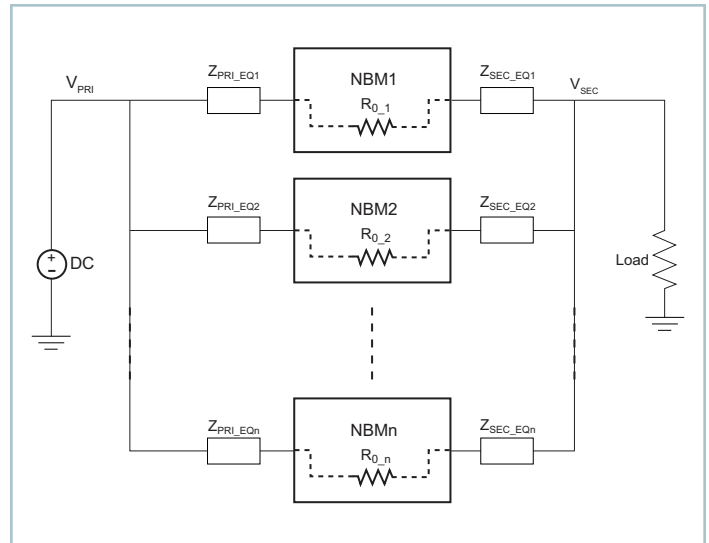 Z_PRI_EQ1 NBM1 Z_SEC_EQ1
V_PRI R_0_1 V_SEC
Z_PRI_EQ2 NBM2 Z_SEC_EQ2
R_0_2
+ DC Load
–
Z_PRI_EQn NBMn Z_SEC_EQn
R_0_n